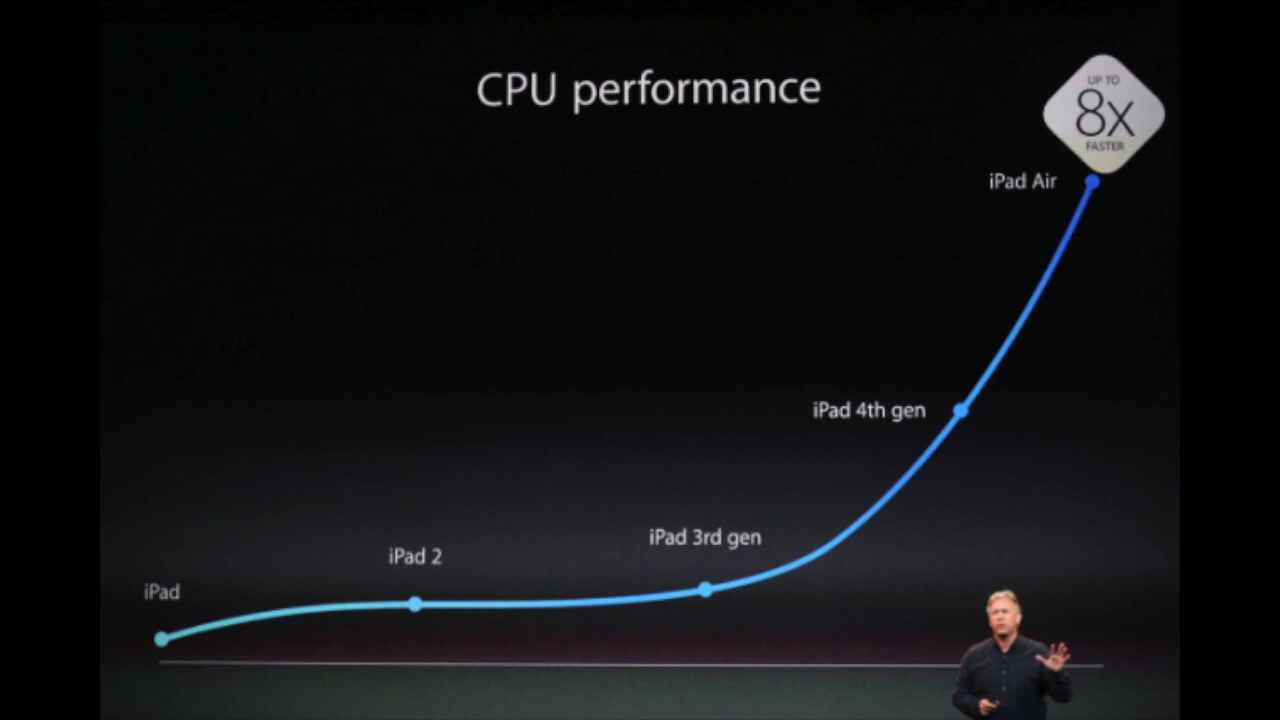 CPU performance
UP TO
8x
FASTER
iPad Air
iPad 4th gen
iPad 3rd gen
iPad 2
iPad